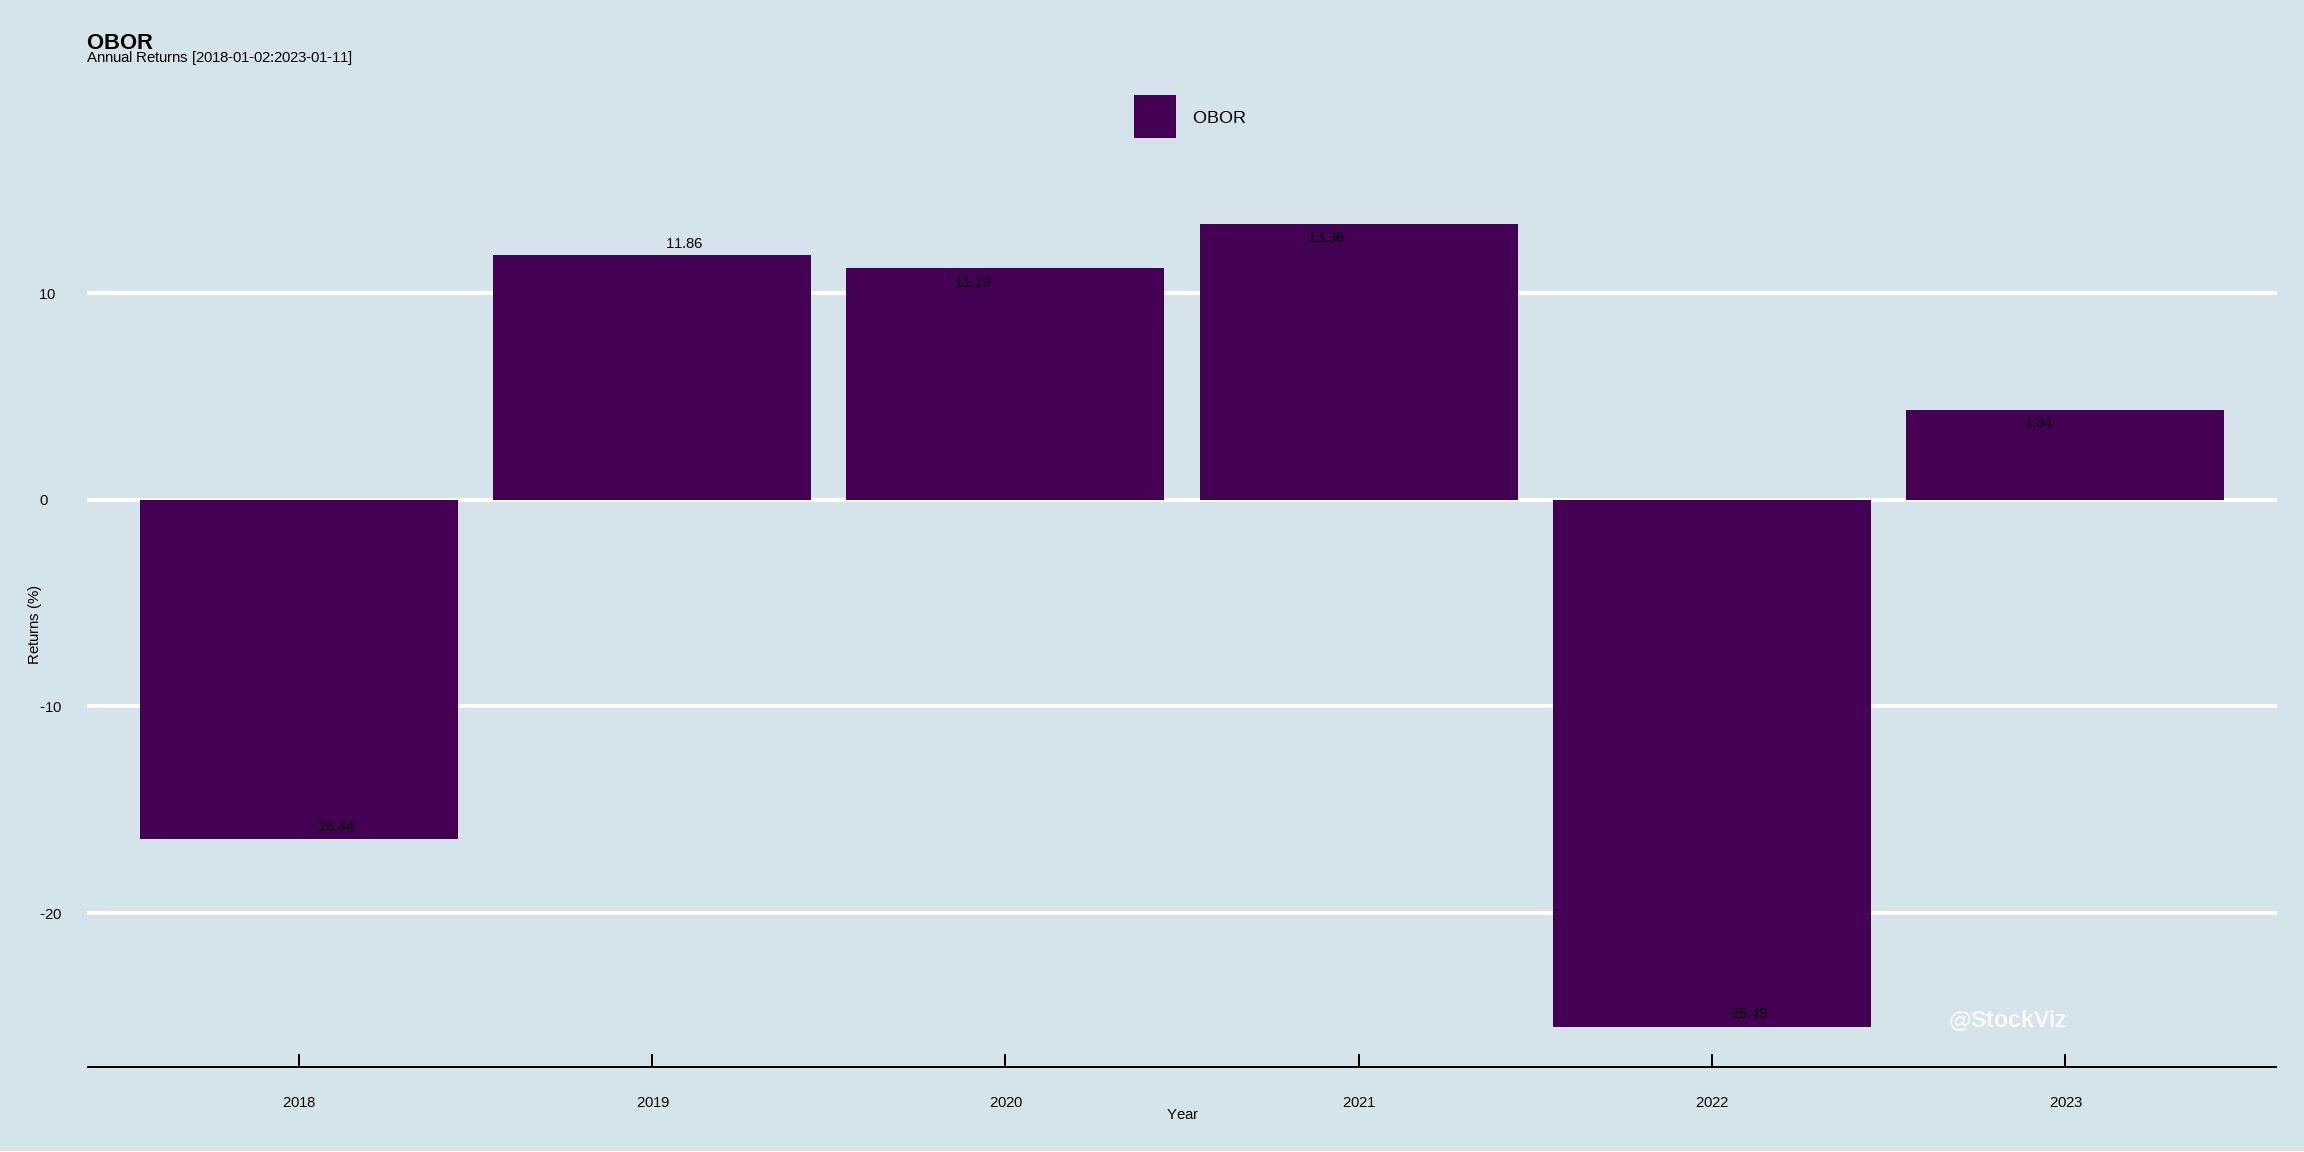 OBOR
Annual Returns [2018-01-02:2023-01-11]
OBOR
11.86
13.36
11.19
10
4.34
0
Returns (%)
-10
-16.44
-20
-25.49
@StockViz
2018 2019 2020 2021 2022 2023
Year